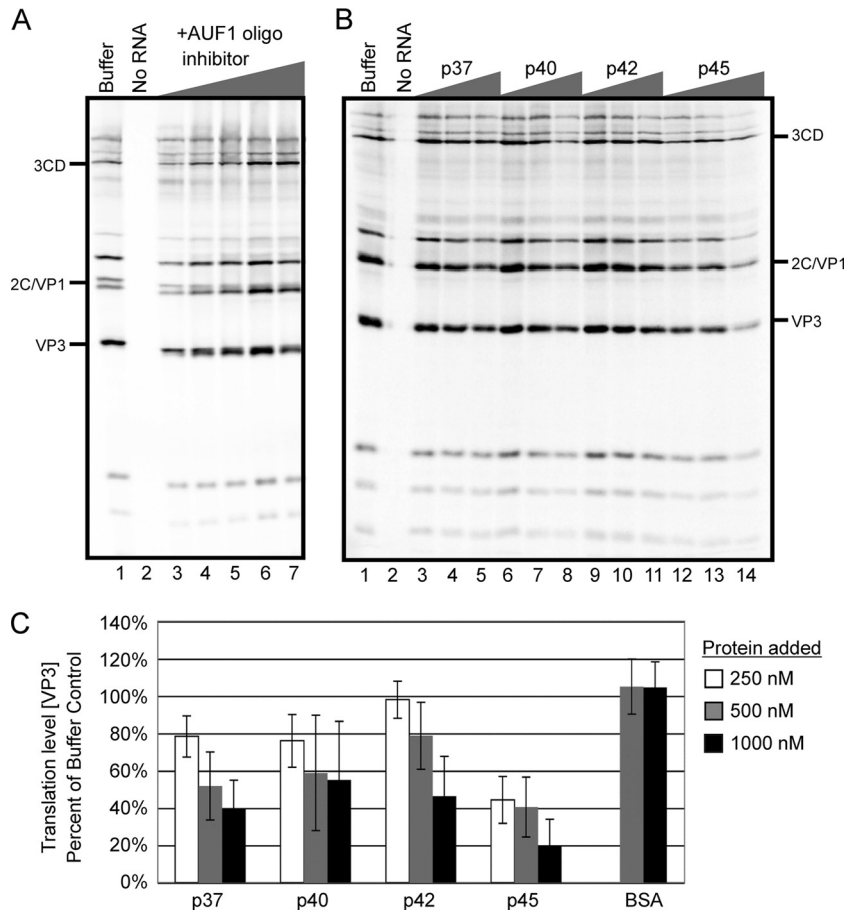 A
Buffer
No RNA
+AUF1 oligo
inhibitor
3CD
2C/VP1
VP3
1 2 3 4 5 6 7
B
Buffer
No RNA
p37 p40 p42 p45
3CD
2C/VP1
VP3
1 2 3 4 5 6 7 8 9 10 11 12 13 14
C
Translation level [VP3]
Percent of Buffer Control
140%
120%
100%
80%
60%
40%
20%
0%
p37 p40 p42 p45 BSA
Protein added
250 nM
500 nM
1000 nM